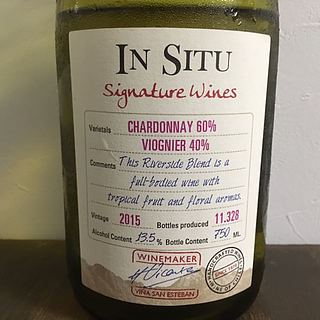 IN SITU
Signature Wines
Varietals CHARDONNAY 60%
VIOGNIER 40%
Comments This Riverside Blend is a
full-bodied wine with
tropical fruit and floral aromas.
Vintage 2015 Bottles produced 11.328
Alcohol Content 13.5 % Bottle Content 750 ML.
WINEMAKER
VIÑA SAN ESTEBAN